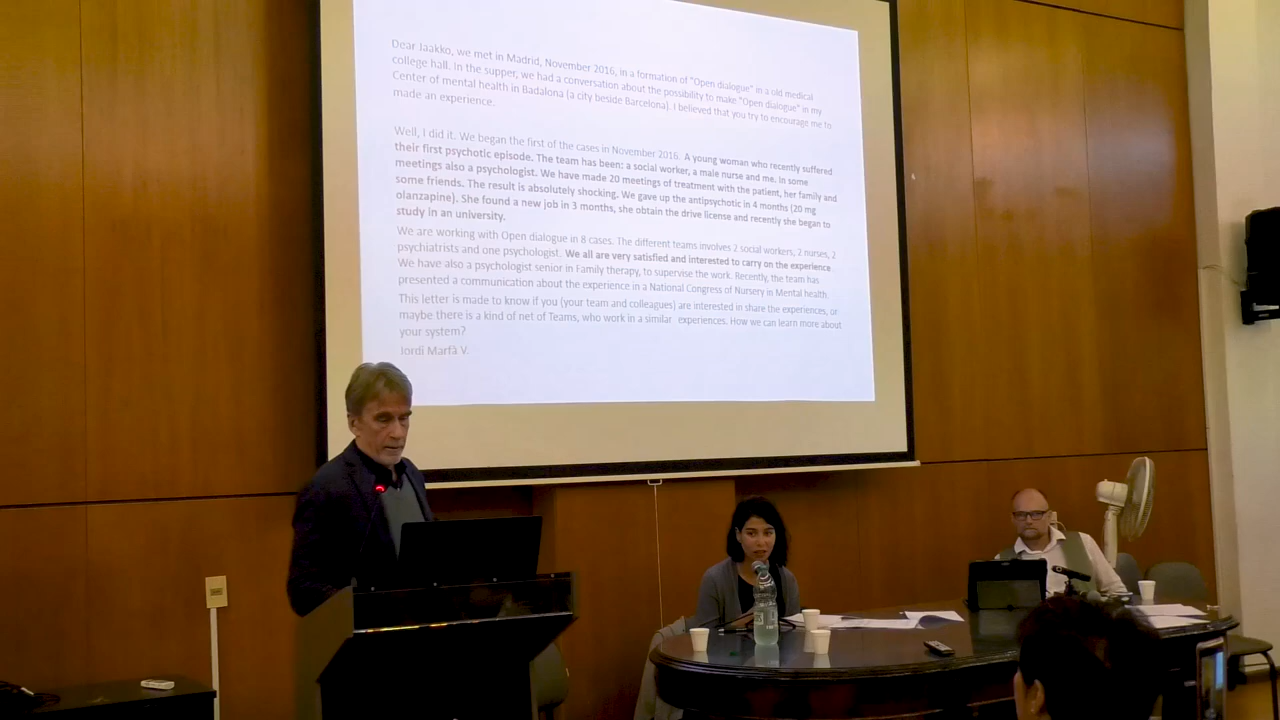 Dear Jaakko, we met in Madrid, November 2016, in a formation of "Open dialogue" in a old medical
college hall. In the supper, we had a conversation about the possibility to make "Open dialogue" in my
Center of mental health in Badalona (a city beside Barcelona). I believed that you try to encourage me to
made an experience.
Well, I did it. We began the first of the cases in November 2016. A young woman who recently suffered
their first psychotic episode. The team has been: a social worker, a male nurse and me. In some
meetings also a psychologist. We have made 20 meetings of treatment with the patient, her family and
some friends. The result is absolutely shocking. We gave up the antipsychotic in 4 months (20 mg
olanzapine). She found a new job in 3 months, she obtain the drive license and recently she began to
study in an university.
We are working with Open dialogue in 8 cases. The different teams involves 2 social workers, 2 nurses, 2
psychiatrists and one psychologist. We all are very satisfied and interested to carry on the experience.
We have also a psychologist senior in Family therapy, to supervise the work. Recently, the team has
presented a communication about the experience in a National Congress of Nursery in Mental health.
This letter is made to know if you (your team and colleagues) are interested in share the experiences, or
maybe there is a kind of net of Teams, who work in a similar experiences. How we can learn more about
your system?
Jordi Marfà V.